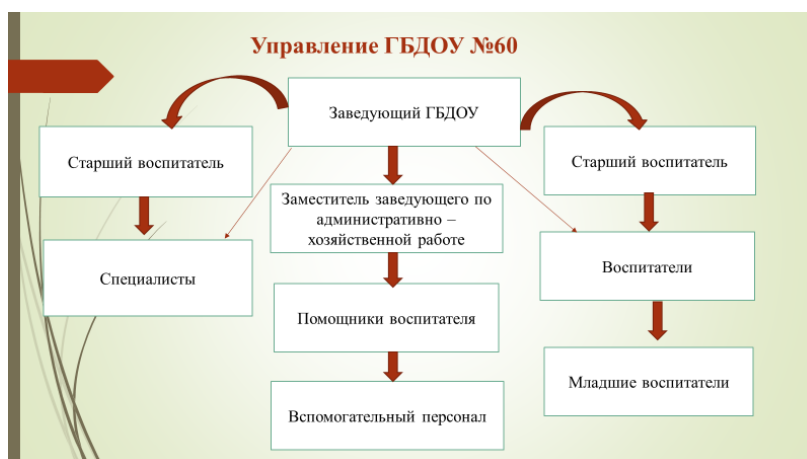 Управление ГБДОУ №60
Заведующий ГБДОУ
Старший воспитатель
Старший воспитатель
Заместитель заведующего по
административно –
хозяйственной работе
Специалисты
Воспитатели
Помощники воспитателя
Младшие воспитатели
Вспомогательный персонал